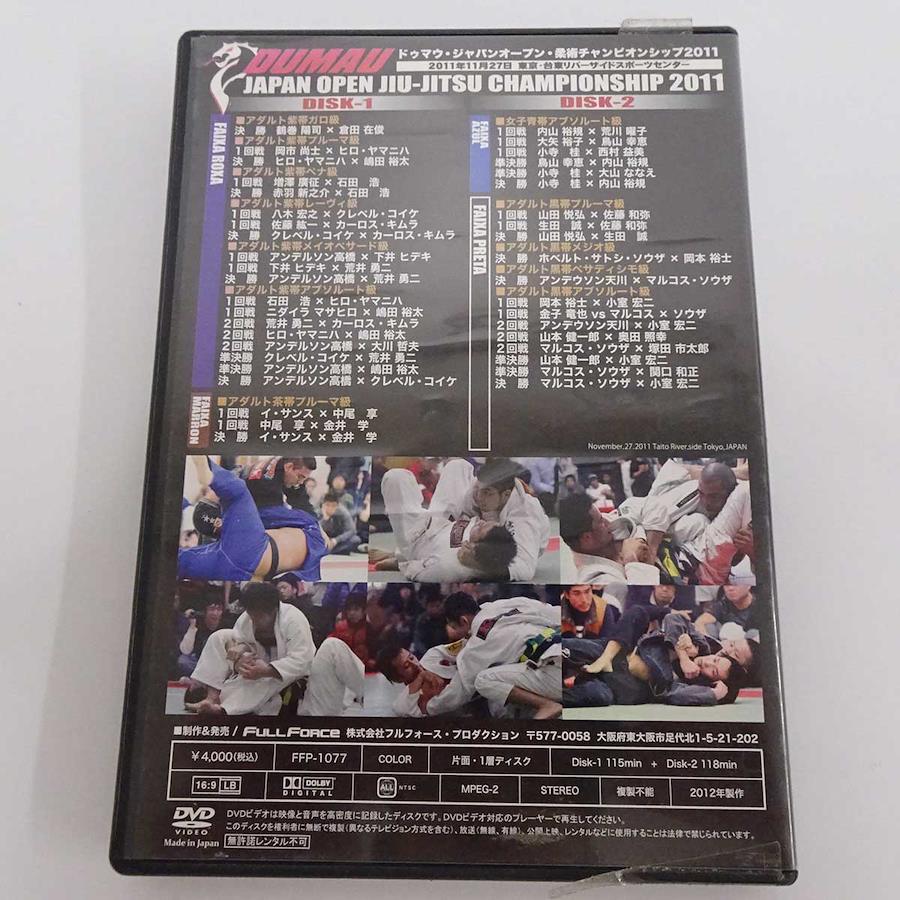 DUMAU
ドゥマウ・ジャパンオープン・柔術チャンピオンシップ2011
2011年11月27日 東京・台東リバーサイドスポーツセンター
JAPAN OPEN JIU-JITSU CHAMPIONSHIP 2011
DISK-1
FAIXA ROXA
■アダルト紫帯ガロ級
決　勝 鶴巻 陽司 × 倉田 在俊
■アダルト紫帯プルーマ級
1回戦 岡市 尚士 × ヒロ・ヤマニハ
決　勝 ヒロ・ヤマニハ × 嶋田 裕太
■アダルト紫帯ペナ級
1回戦 増澤 廣征 × 石田　浩
決　勝 赤羽 新之介 × 石田　浩
■アダルト紫帯レーヴィ級
1回戦 八木 宏之 × クレベル・コイケ
1回戦 佐藤 紘一 × カーロス・キムラ
決　勝 クレベル・コイケ × カーロス・キムラ
■アダルト紫帯メイオペサード級
1回戦 アンデルソン高橋 × 下井 ヒデキ
1回戦 下井 ヒデキ × 荒井 勇二
決　勝 アンデルソン高橋 × 荒井 勇二
■アダルト紫帯アブソルート級
1回戦 石田　浩 × ヒロ・ヤマニハ
1回戦 ニダイラ マサヒロ × 嶋田 裕太
2回戦 荒井 勇二 × カーロス・キムラ
2回戦 ヒロ・ヤマニハ × 嶋田 裕太
2回戦 アンデルソン高橋 × 大川 哲夫
準決勝 クレベル・コイケ × 荒井 勇二
準決勝 アンデルソン高橋 × 嶋田 裕太
決　勝 アンデルソン高橋 × クレベル・コイケ
FAIXA MARRON
■アダルト茶帯プルーマ級
1回戦 イ・サンス × 中尾　享
1回戦 中尾　享 × 金井　学
決　勝 イ・サンス × 金井　学
DISK-2
FAIXA AZUL
■女子青帯アブソルート級
1回戦 内山 裕規 × 荒川 曜子
1回戦 大矢 裕子 × 鳥山 幸恵
1回戦 小寺　桂 × 西村 益美
準決勝 鳥山 幸恵 × 内山 裕規
準決勝 小寺　桂 × 大山 ななえ
決　勝 小寺　桂 × 内山 裕規
FAIXA PRETA
■アダルト黒帯プルーマ級
1回戦 山田 悦弘 × 佐藤 和弥
1回戦 生田　誠 × 佐藤 和弥
決　勝 山田 悦弘 × 生田　誠
■アダルト黒帯メジオ級
決　勝 ホベルト・サトシ・ソウザ × 岡本 裕士
■アダルト黒帯ペサディシモ級
決　勝 アンデウソン天川 × マルコス・ソウザ
■アダルト黒帯アブソルート級
1回戦 岡本 裕士 × 小室 宏二
1回戦 金子 竜也 vs マルコス × ソウザ
2回戦 アンデウソン天川 × 小室 宏二
2回戦 山本 健一郎 × 奥田 照幸
2回戦 マルコス・ソウザ × 塚田 市太郎
準決勝 山本 健一郎 × 小室 宏二
準決勝 マルコス・ソウザ × 関口 和正
決　勝 マルコス・ソウザ × 小室 宏二
November.27.2011 Taito River,side Tokyo,JAPAN
■制作&発売 / FULLFORCE 株式会社フルフォース・プロダクション 〒577-0058 大阪府東大阪市足代北1-5-21-202
¥4,000(税込) FFP-1077 COLOR 片面・1層ディスク Disk-1 115min + Disk-2 118min
16:9 LB DOLBY DIGITAL ALL NTSC MPEG-2 STEREO 複製不能 2012年製作
DVD VIDEO
Made in Japan
DVDビデオは映像と音声を高密度に記録したディスクです。DVDビデオ対応のプレーヤーで再生してください。
このディスクを権利者に無断で複製(異なるテレビジョン方式を含む)、放送(無線、有線)、公開上映、レンタルなどに使用することは法律で禁じられています。
無許諾レンタル不可